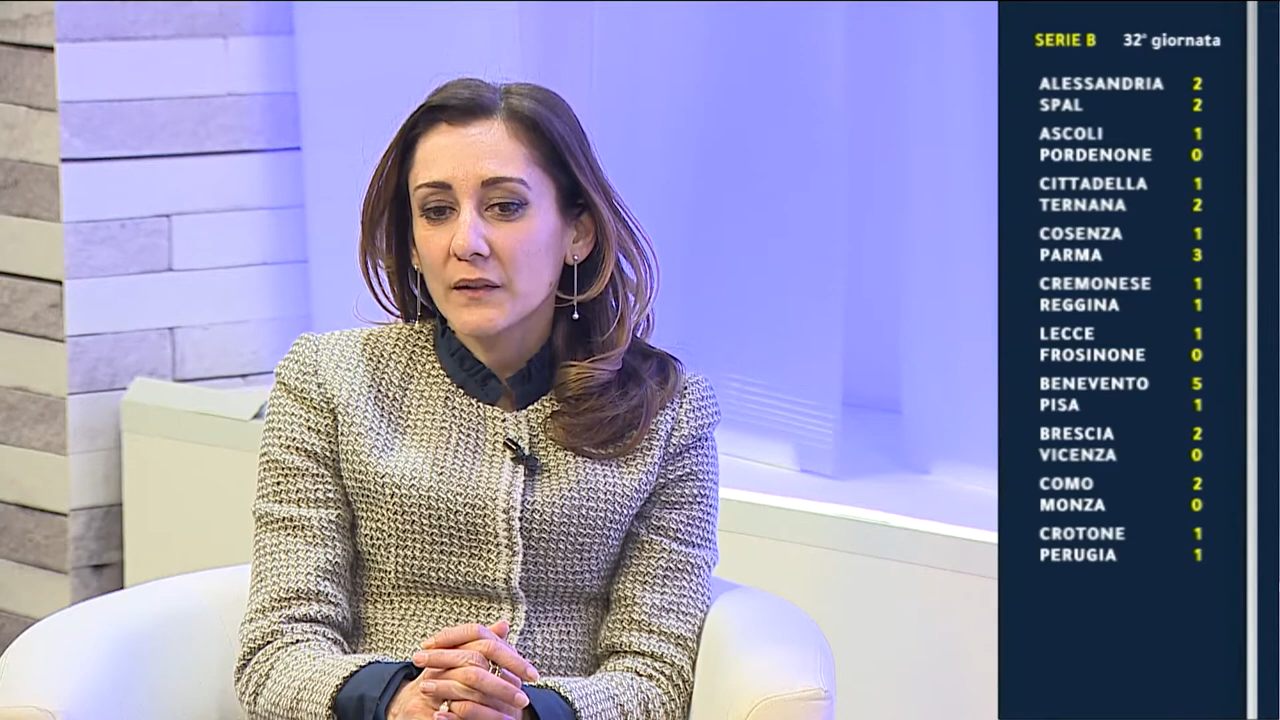 SERIE B 32ª giornata
ALESSANDRIA 2
SPAL 2
ASCOLI 1
PORDENONE 0
CITTADELLA 1
TERNANA 2
COSENZA 1
PARMA 3
CREMONESE 1
REGGINA 1
LECCE 1
FROSINONE 0
BENEVENTO 5
PISA 1
BRESCIA 2
VICENZA 0
COMO 2
MONZA 0
CROTONE 1
PERUGIA 1